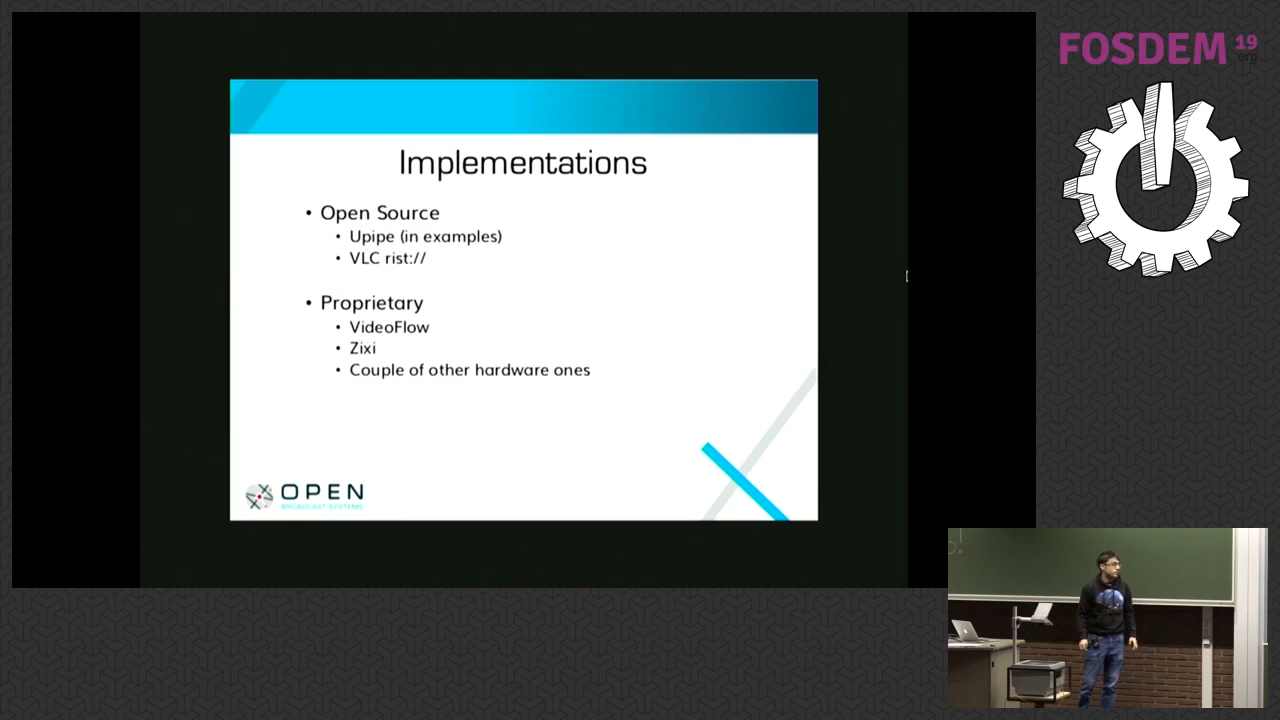 FOSDEM 19
.org
Implementations
• Open Source
• Upipe (in examples)
• VLC rist://
• Proprietary
• VideoFlow
• Zixi
• Couple of other hardware ones
OPEN
BROADCAST SYSTEMS